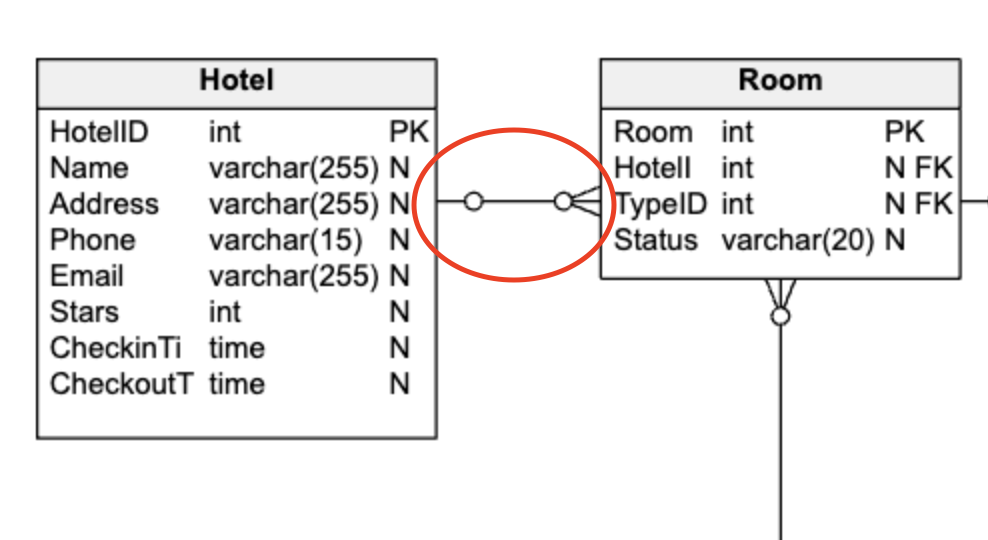 Hotel
HotelID int PK
Name varchar(255) N
Address varchar(255) N
Phone varchar(15) N
Email varchar(255) N
Stars int N
CheckinTi time N
CheckoutT time N
Room
Room int PK
HotelI int N FK
TypeID int N FK
Status varchar(20) N